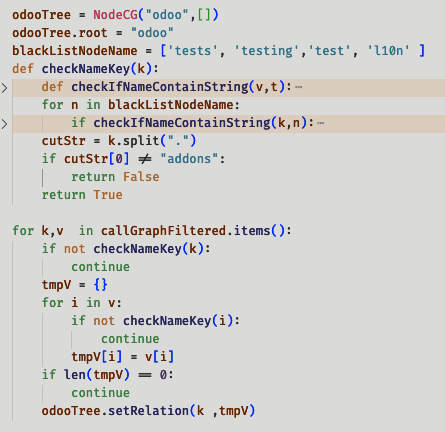 odooTree = NodeCG("odoo",[])
odooTree.root = "odoo"
blackListNodeName = ['tests', 'testing','test', 'l10n' ]
def checkNameKey(k):
    def checkIfNameContainString(v,t):⋯
    for n in blackListNodeName:
        if checkIfNameContainString(k,n):⋯
    cutStr = k.split(".")
    if cutStr[0] != "addons":
        return False
    return True

for k,v  in callGraphFiltered.items():
    if not checkNameKey(k):
        continue
    tmpV = {}
    for i in v:
        if not checkNameKey(i):
            continue
        tmpV[i] = v[i]
    if len(tmpV) == 0:
        continue
    odooTree.setRelation(k ,tmpV)